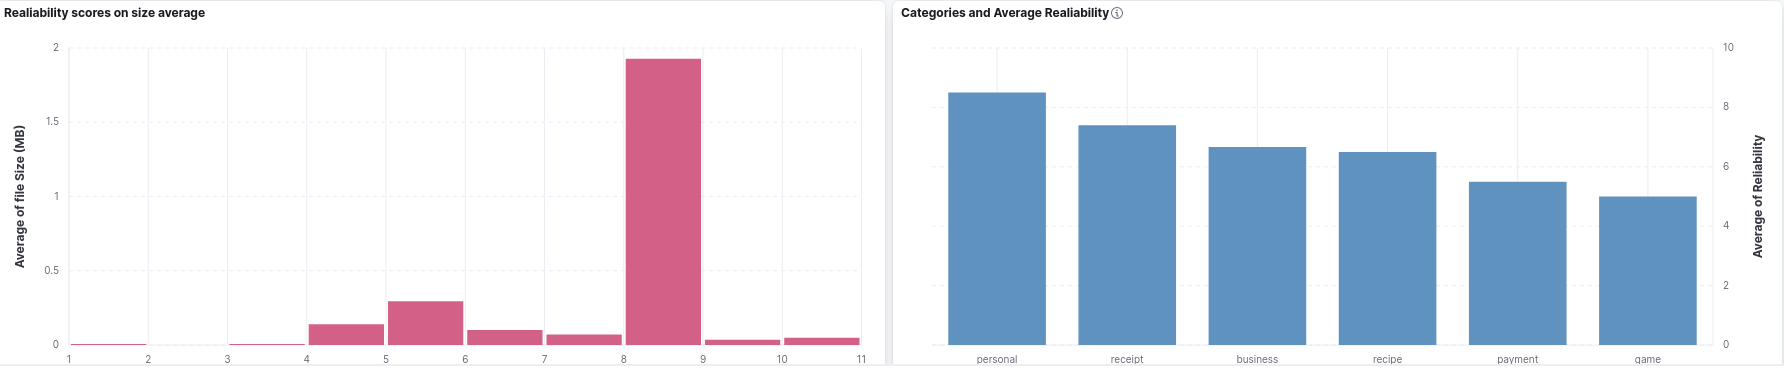 Realiability scores on size average
Average of file Size (MB)
2
1.5
1
0.5
0
1 2 3 4 5 6 7 8 9 10 11
Categories and Average Realiability
10
8
6
4
2
0
Average of Reliability
personal receipt business recipe payment game